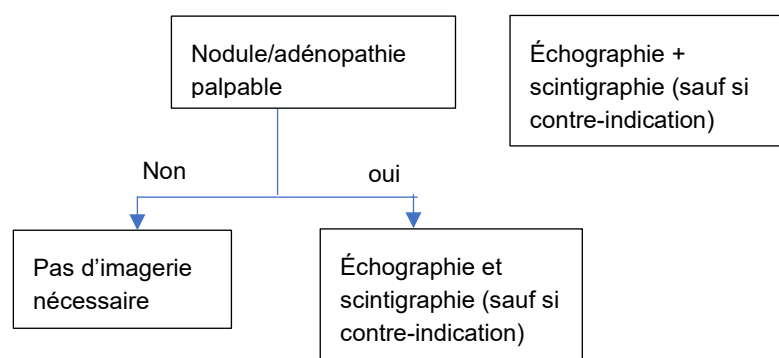 Nodule/adénopathie
palpable
Échographie +
scintigraphie (sauf si
contre-indication)
Non
oui
Pas d’imagerie
nécessaire
Échographie et
scintigraphie (sauf si
contre-indication)